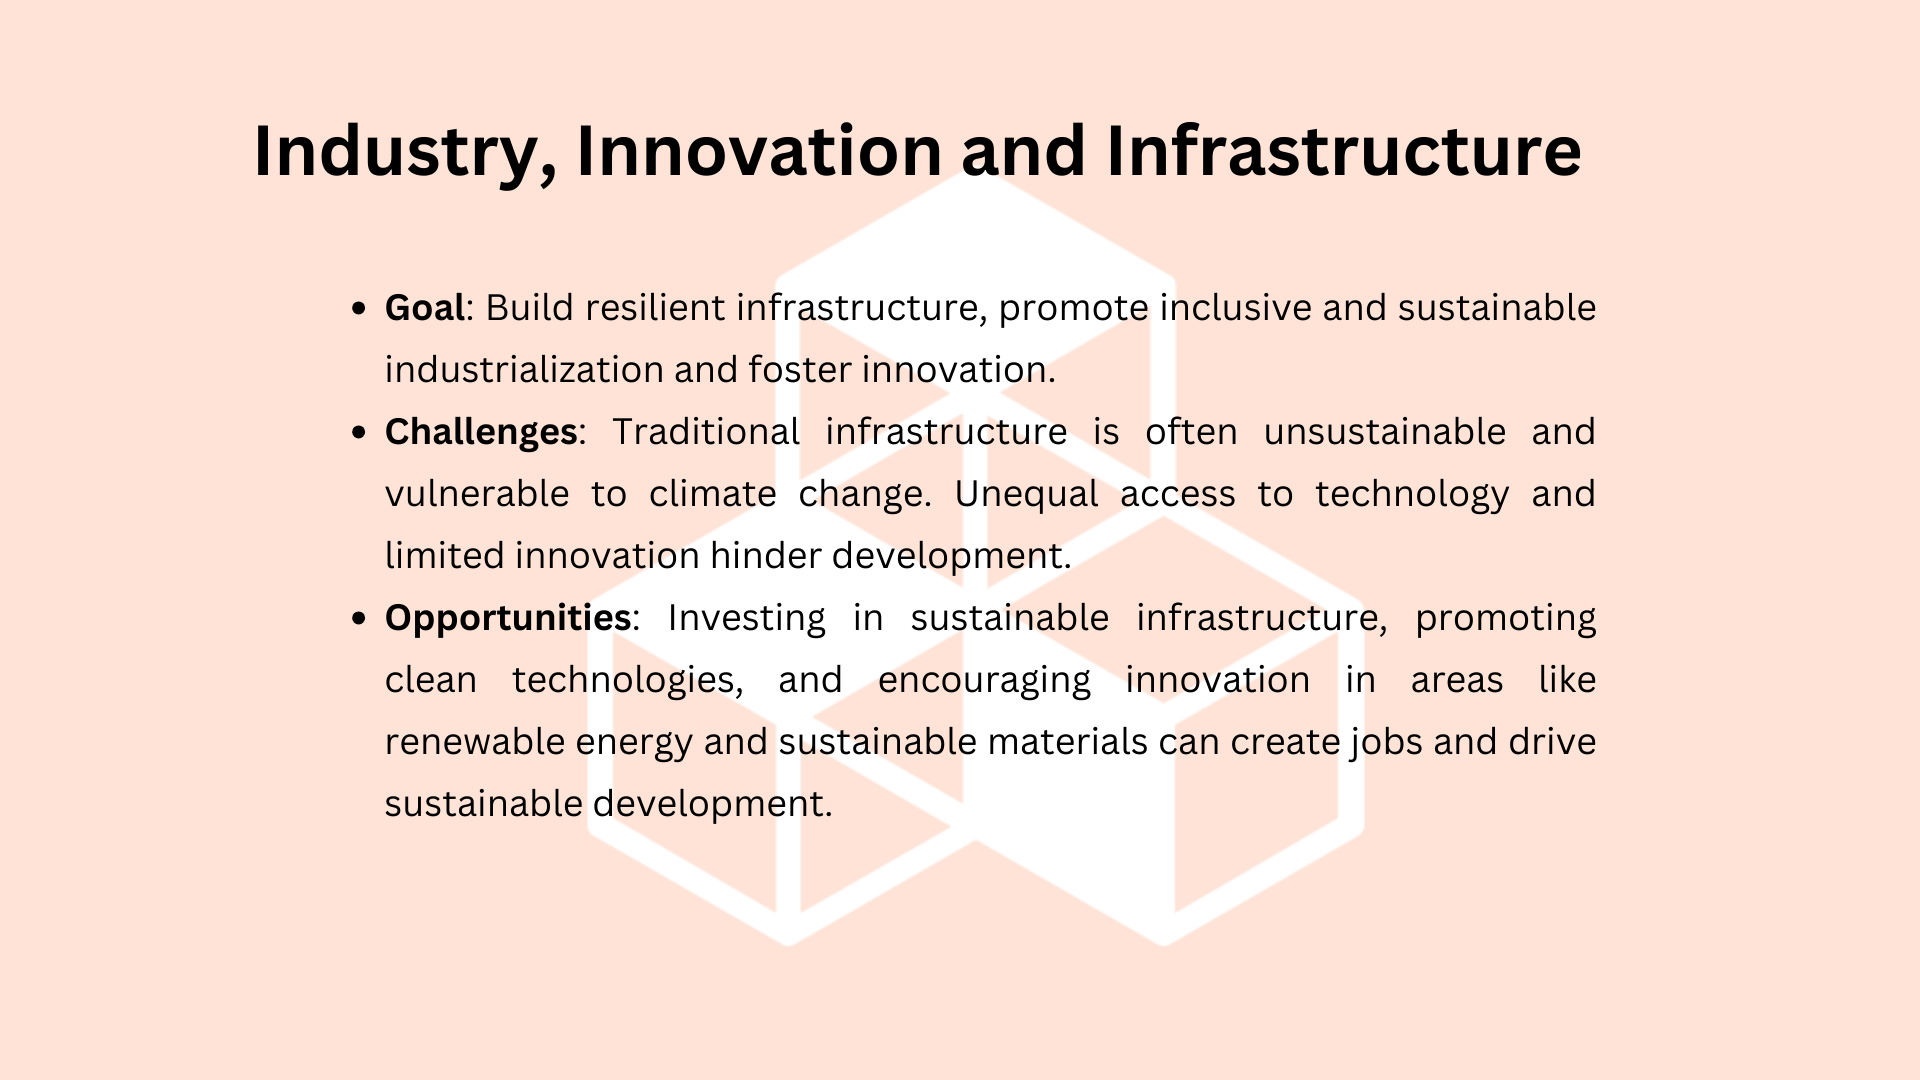 Industry, Innovation and Infrastructure
• Goal: Build resilient infrastructure, promote inclusive and sustainable
industrialization and foster innovation.
• Challenges: Traditional infrastructure is often unsustainable and
vulnerable to climate change. Unequal access to technology and
limited innovation hinder development.
• Opportunities: Investing in sustainable infrastructure, promoting
clean technologies, and encouraging innovation in areas like
renewable energy and sustainable materials can create jobs and drive
sustainable development.